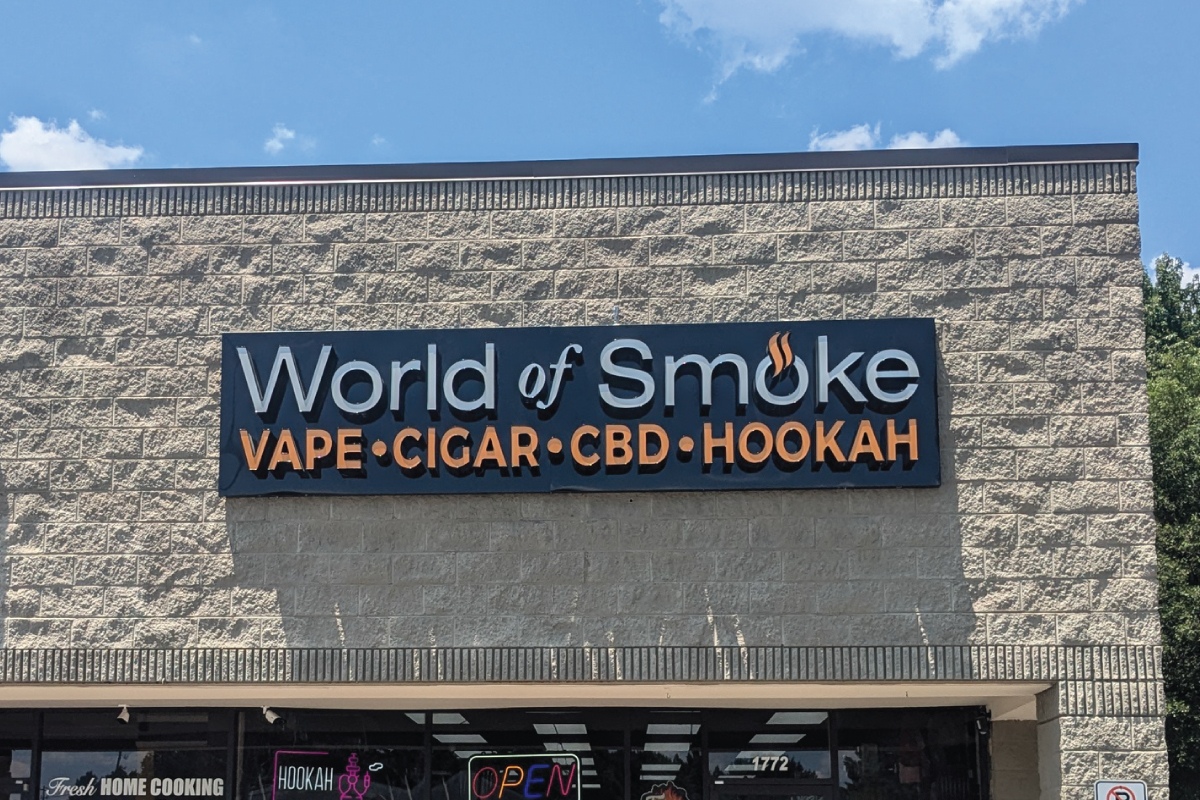 World of Smoke
VAPE•CIGAR•CBD•HOOKAH
1772
Fresh HOME COOKING
HOOKAH
OPEN